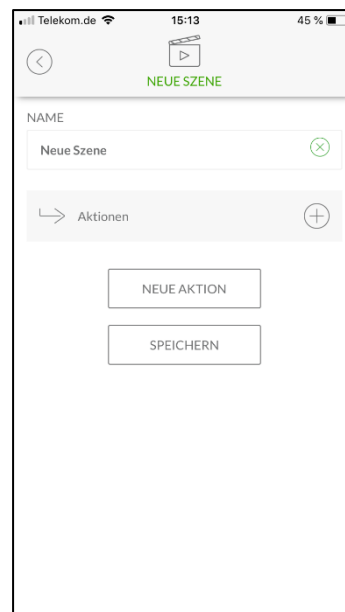 Telekom.de 15:13 45 %
NEUE SZENE
NAME
Neue Szene
Aktionen
NEUE AKTION
SPEICHERN